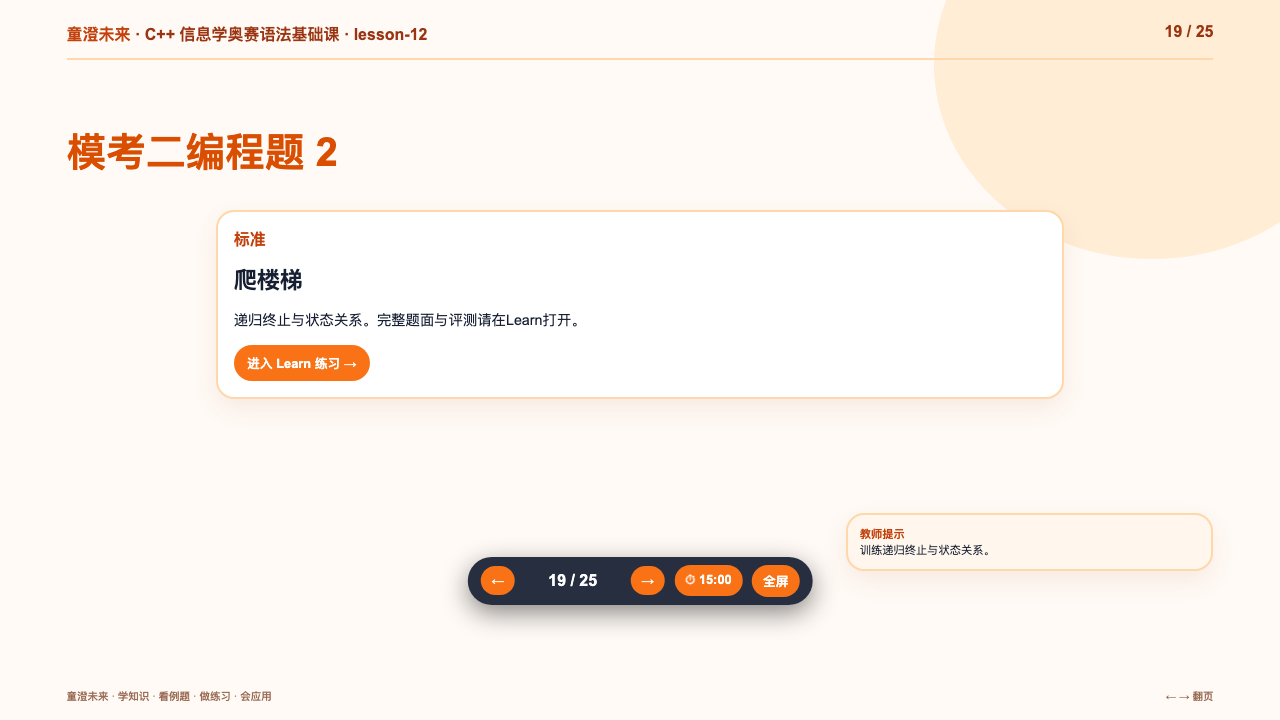 童澄未来 · C++ 信息学奥赛语法基础课 · lesson-12
19 / 25
模考二编程题 2
标准
爬楼梯
递归终止与状态关系。完整题面与评测请在Learn打开。
进入 Learn 练习 →
教师提示
训练递归终止与状态关系。
←
19 / 25
→
⏱ 15:00
全屏
童澄未来 · 学知识 · 看例题 · 做练习 · 会应用
←→ 翻页